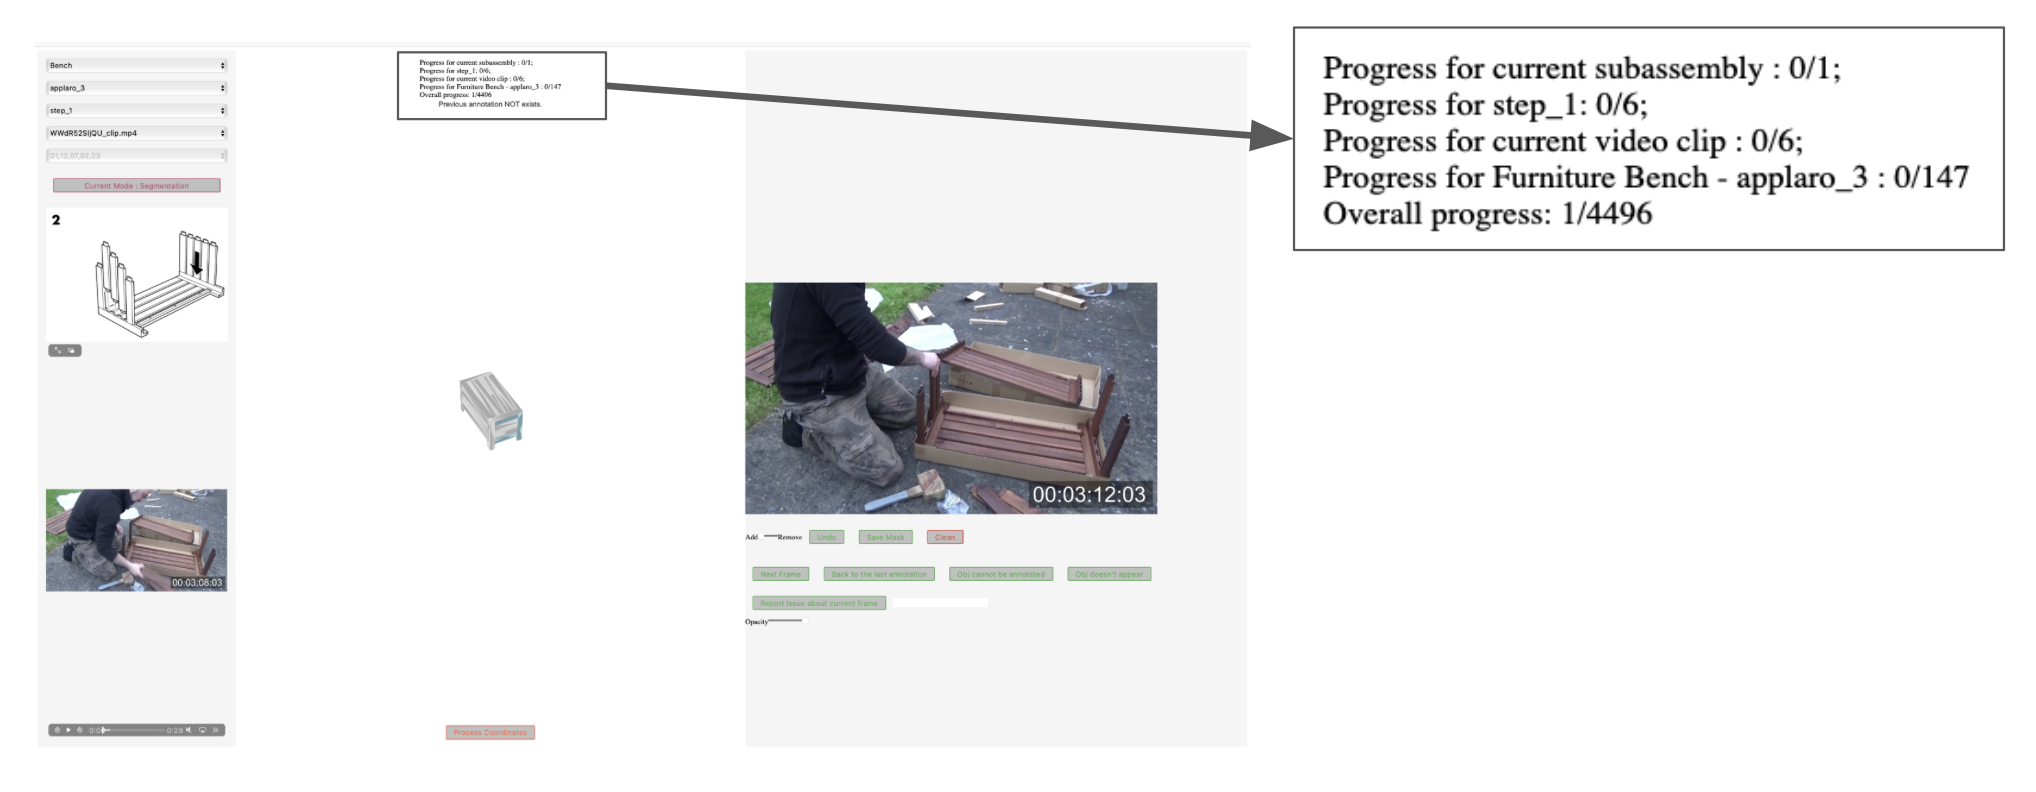 Bench
applaro_3
step_1
WWdR52SIjQU_clip.mp4
01,12,07,02,03
Current Mode : Segmentation
2
00:03:08:03
0:0
0:29
Progress for current subassembly : 0/1;
Progress for step_1: 0/6;
Progress for current video clip : 0/6;
Progress for Furniture Bench - applaro_3 : 0/147
Overall progress: 1/4496
Previous annotation NOT exists.
Process Coordinates
00:03:12:03
Add Remove Undo Save Mask Clean
Next Frame Back to the last annotation Obj cannot be annotated Obj doesn't appear
Report Issue about current frame
Opacity
Progress for current subassembly : 0/1;
Progress for step_1: 0/6;
Progress for current video clip : 0/6;
Progress for Furniture Bench - applaro_3 : 0/147
Overall progress: 1/4496